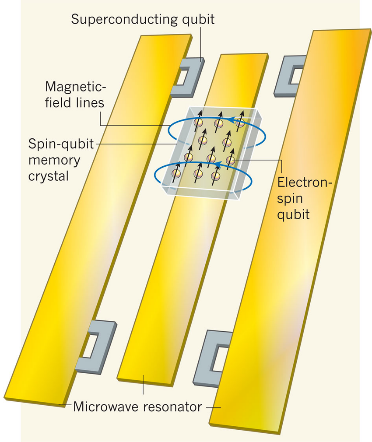 Superconducting qubit
Magnetic-
field lines
Spin-qubit
memory
crystal
Electron-
spin
qubit
Microwave resonator